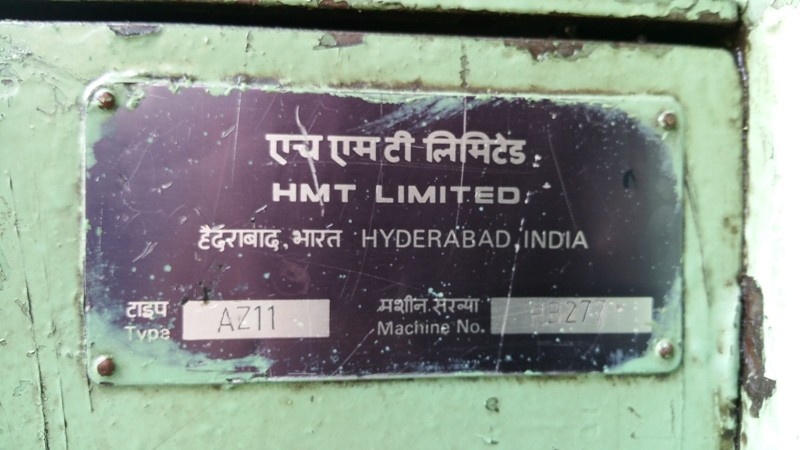 एच एम टी लिमिटेड
HMT LIMITED
हैदराबाद, भारत HYDERABAD, INDIA
टाइप
Type AZ11
मशीन संख्या
Machine No.